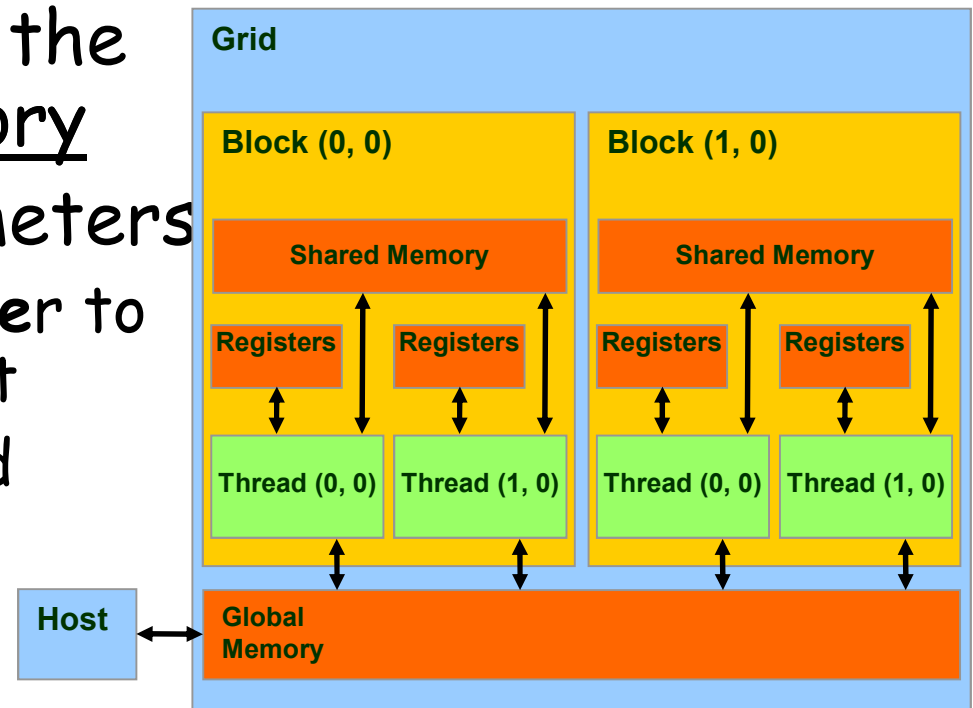 the
ory
neters
er to
t
d
Grid
Block (0, 0)
Block (1, 0)
Shared Memory
Shared Memory
Registers
Registers
Registers
Registers
Thread (0, 0)
Thread (1, 0)
Thread (0, 0)
Thread (1, 0)
Host
Global
Memory